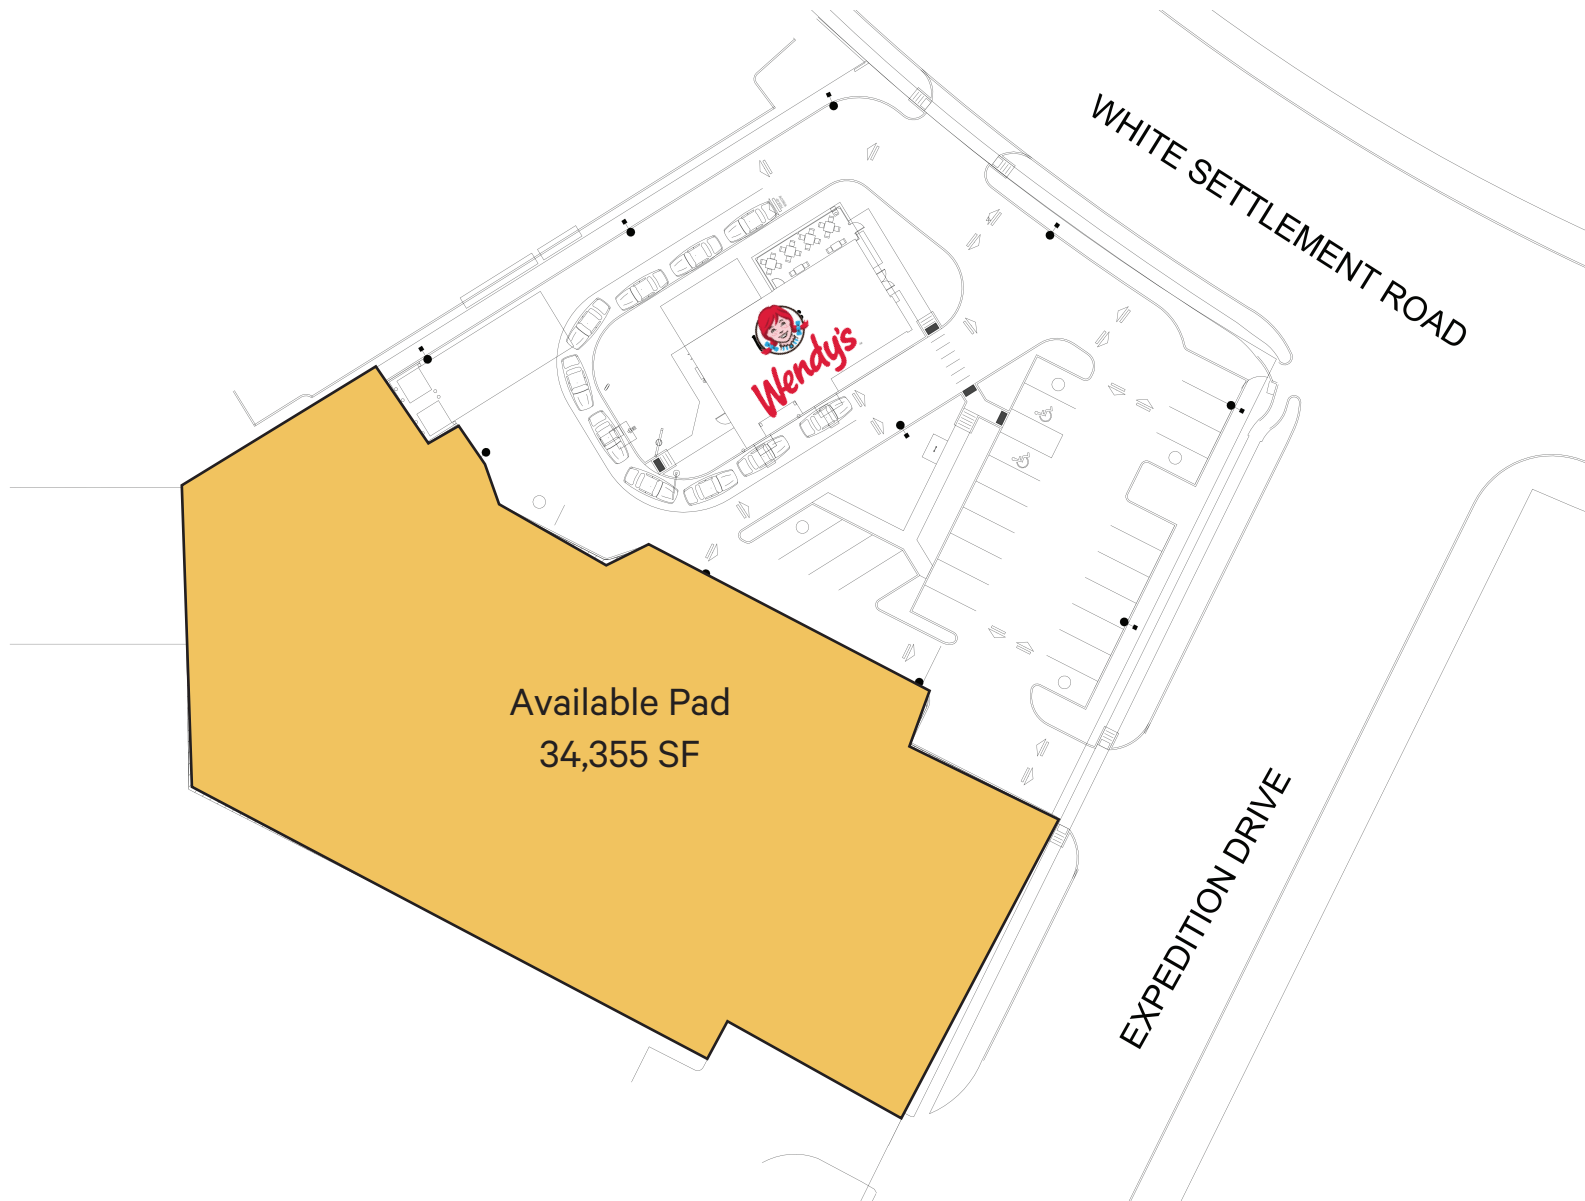 WHITE SETTLEMENT ROAD
Wendy's
Available Pad
34,355 SF
EXPEDITION DRIVE